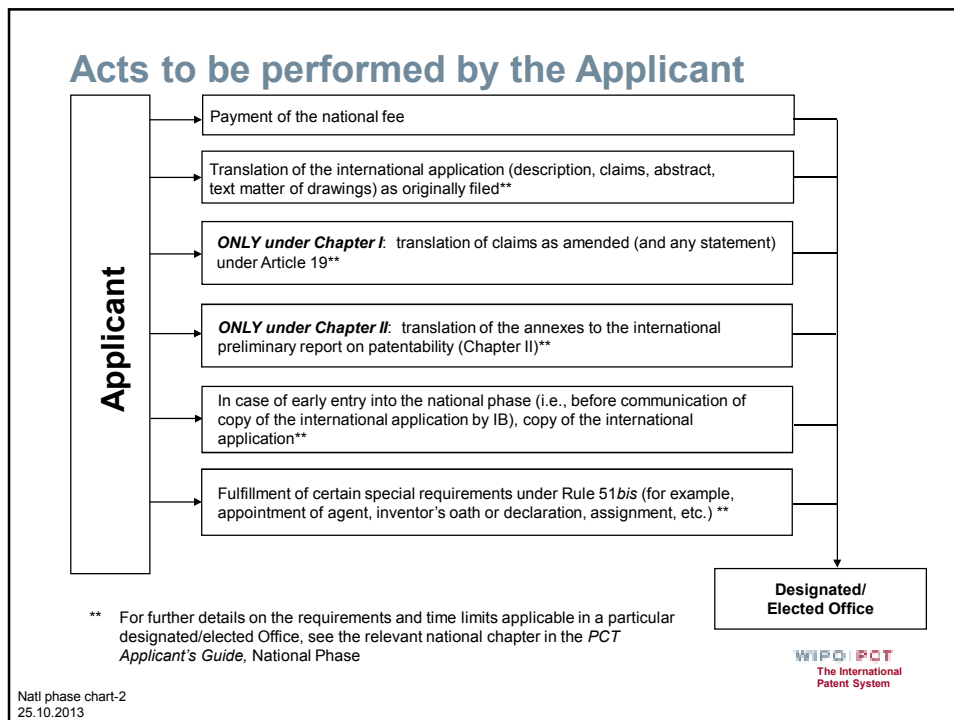 Acts to be performed by the Applicant
Applicant
Payment of the national fee
Translation of the international application (description, claims, abstract,
text matter of drawings) as originally filed**
ONLY under Chapter I: translation of claims as amended (and any statement)
under Article 19**
ONLY under Chapter II: translation of the annexes to the international
preliminary report on patentability (Chapter II)**
In case of early entry into the national phase (i.e., before communication of
copy of the international application by IB), copy of the international
application**
Fulfillment of certain special requirements under Rule 51bis (for example,
appointment of agent, inventor’s oath or declaration, assignment, etc.) **
Designated/
Elected Office
** For further details on the requirements and time limits applicable in a particular
designated/elected Office, see the relevant national chapter in the PCT
Applicant’s Guide, National Phase
WIPO|PCT
The International
Patent System
Natl phase chart-2
25.10.2013